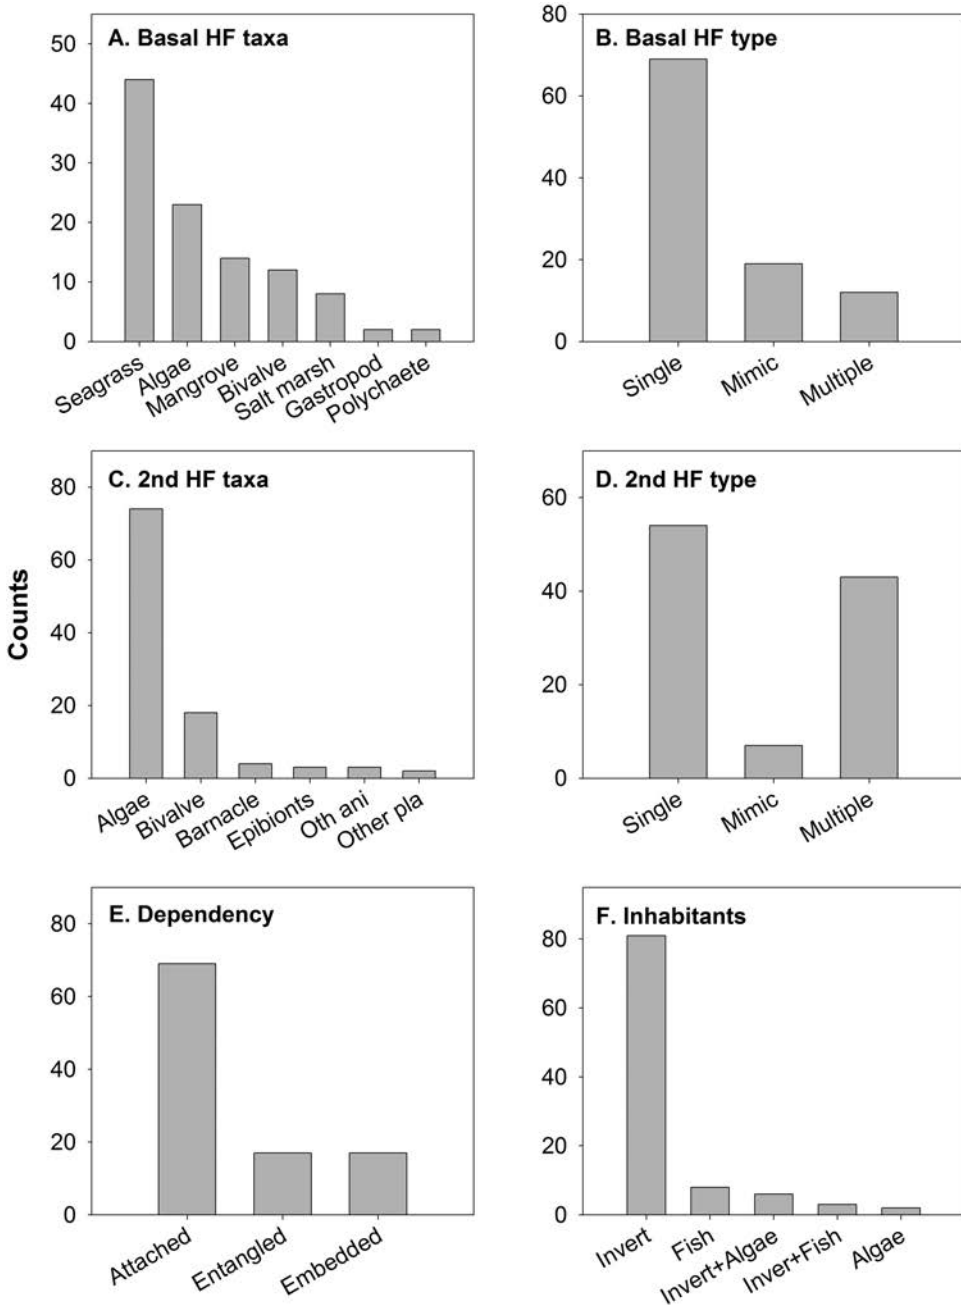 A. Basal HF taxa
50
40
30
20
10
0
Seagrass
Algae
Mangrove
Bivalve
Salt marsh
Gastropod
Polychaete
B. Basal HF type
80
60
40
20
0
Single
Mimic
Multiple
Counts
C. 2nd HF taxa
80
60
40
20
0
Algae
Bivalve
Barnacle
Epibionts
Oth ani
Other pla
D. 2nd HF type
60
40
20
0
Single
Mimic
Multiple
E. Dependency
80
60
40
20
0
Attached
Entangled
Embedded
F. Inhabitants
80
60
40
20
0
Invert
Fish
Invert+Algae
Inver+Fish
Algae